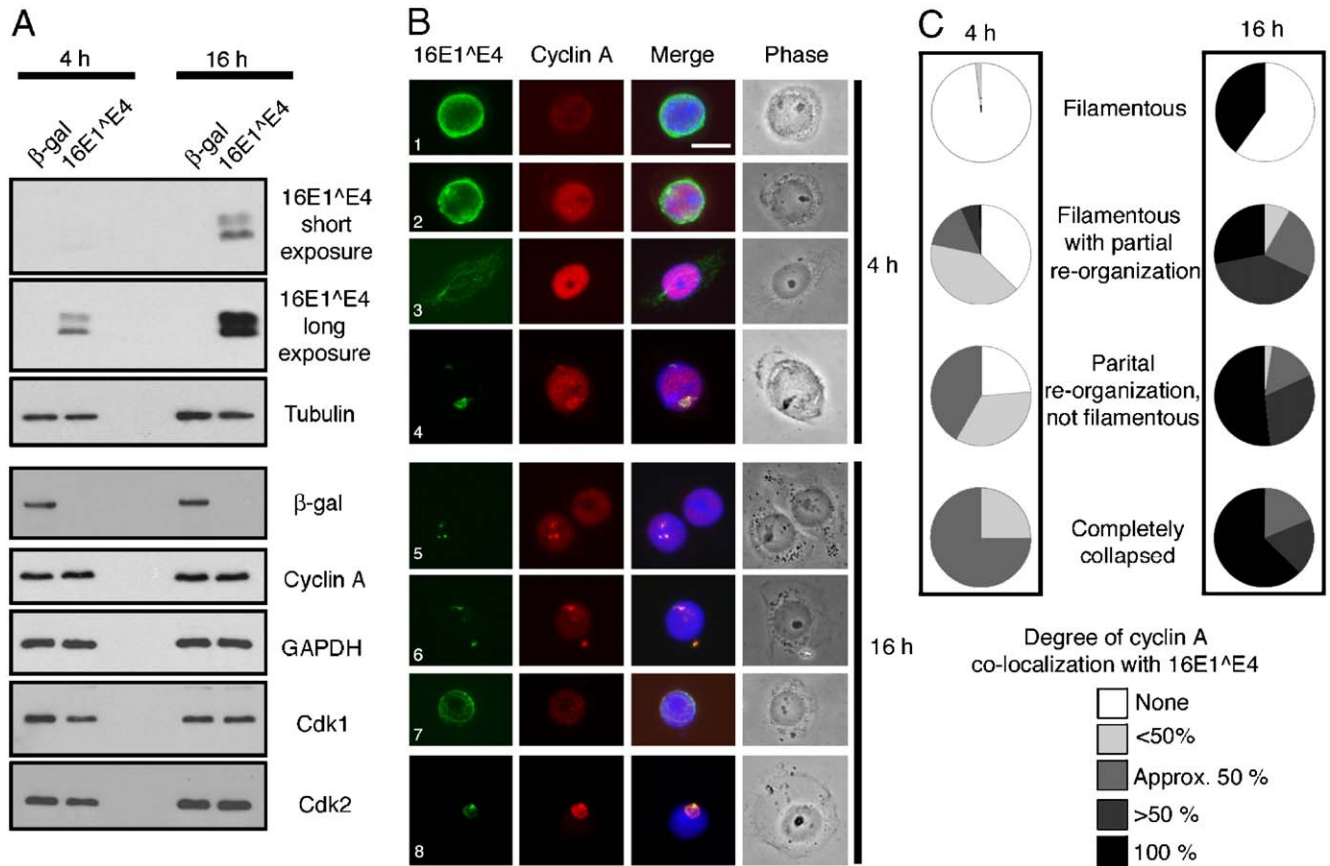 A
4 h
16 h
β-gal
16E1^E4
β-gal
16E1^E4
16E1^E4
short
exposure
16E1^E4
long
exposure
Tubulin
β-gal
Cyclin A
GAPDH
Cdk1
Cdk2
B
16E1^E4 Cyclin A Merge Phase
1
2
3
4
4 h
5
6
7
8
16 h
C
4 h
16 h
Filamentous
Filamentous
with partial
re-organization
Parital
re-organization,
not filamentous
Completely
collapsed
Degree of cyclin A
co-localization with 16E1^E4
None
<50%
Approx. 50 %
>50 %
100 %